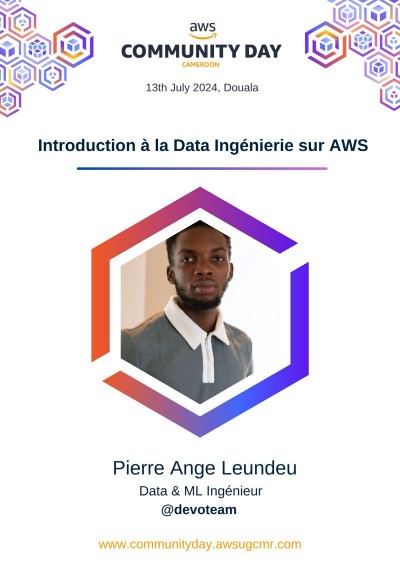 aws
COMMUNITY DAY
CAMEROON
13th July 2024, Douala
Introduction à la Data Ingénierie sur AWS
Pierre Ange Leundeu
Data & ML Ingénieur
@devoteam
www.communityday.awsugcmr.com